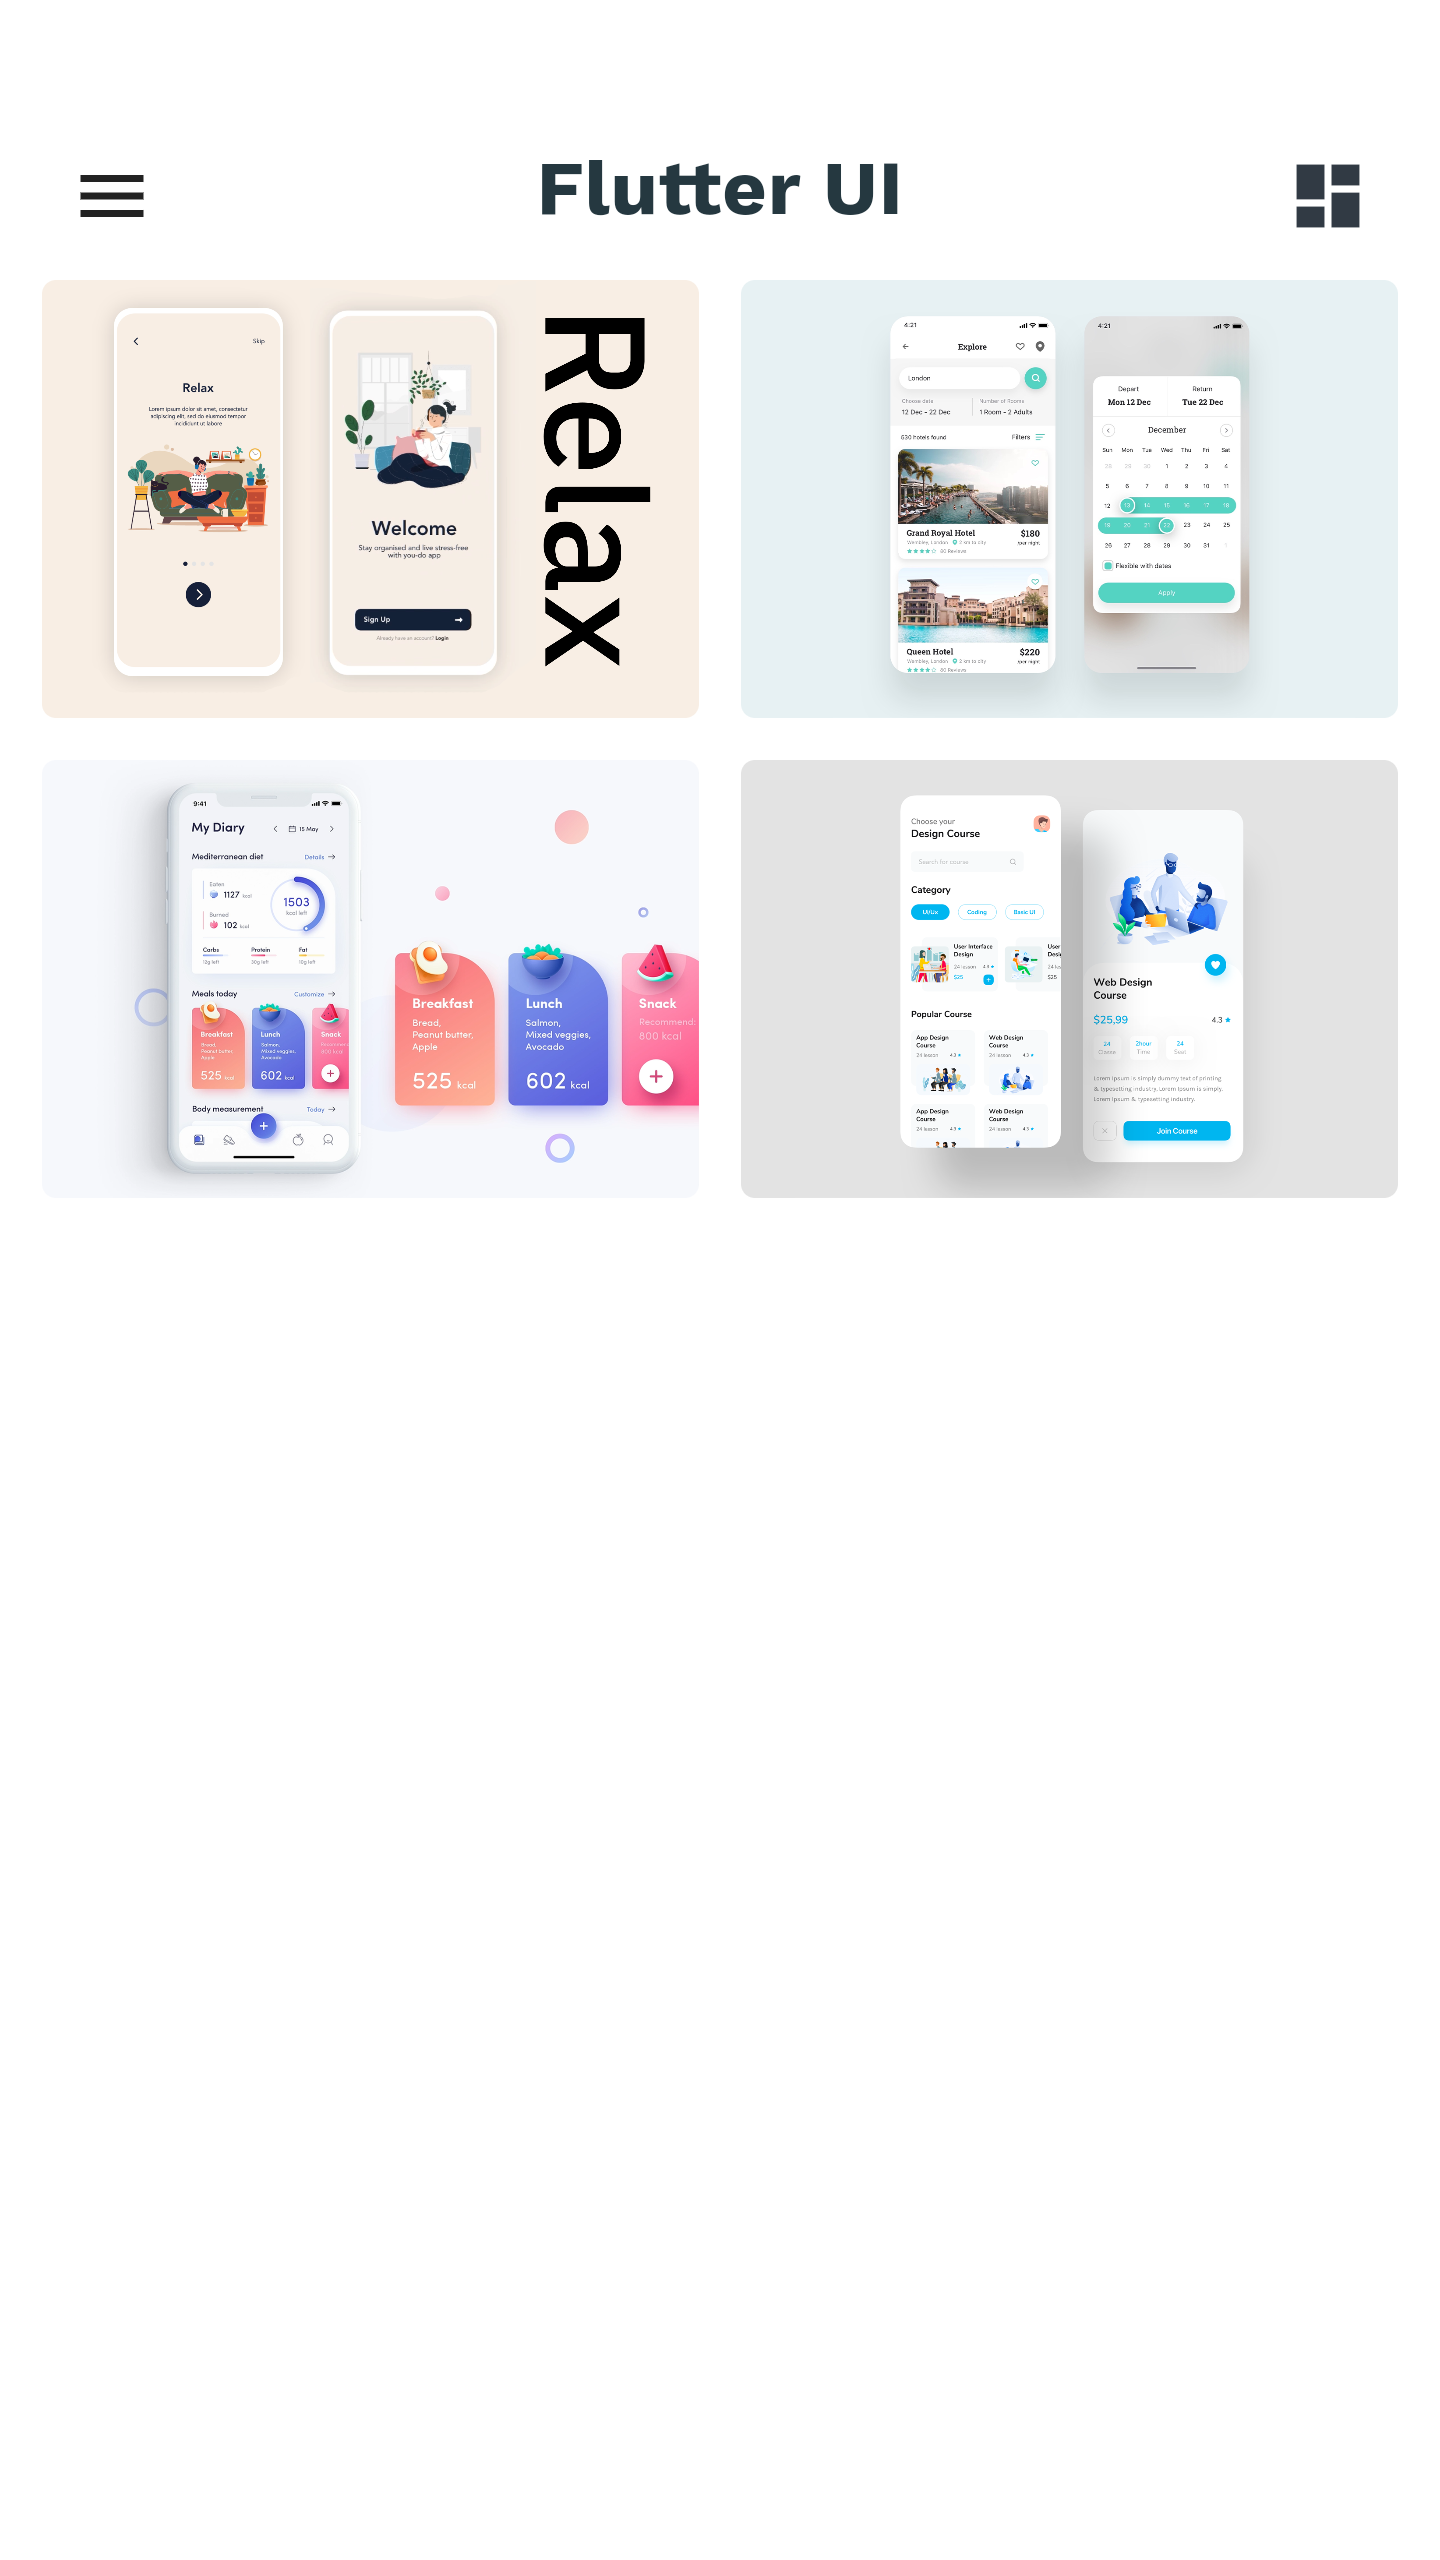 Flutter UI
Skip
Relax
Lorem ipsum dolor sit amet, consectetur
adipiscing elit, sed do eiusmod tempor
incididunt ut labore
Welcome
Stay organised and live stress-free
with you-do app
Sign Up
Already have an account? Login
Relax
4:21
Explore
London
Choose date
12 Dec - 22 Dec
Number of Rooms
1 Room - 2 Adults
630 hotels found
Filters
Grand Royal Hotel
$180
Wembley, London
2 km to city
/per night
80 Reviews
Queen Hotel
$220
Wembley, London
2 km to city
/per night
80 Reviews
4:21
Depart
Mon 12 Dec
Return
Tue 22 Dec
December
Sun Mon Tue Wed Thu Fri Sat
28 29 30 1 2 3 4
5 6 7 8 9 10 11
12 13 14 15 16 17 18
19 20 21 22 23 24 25
26 27 28 29 30 31 1
Flexible with dates
Apply
9:41
My Diary
15 May
Mediterranean diet
Details
Eaten
1127 kcal
Burned
102 kcal
1503
kcal left
Carbs
12g left
Protein
30g left
Fat
10g left
Meals today
Customize
Breakfast
Bread,
Peanut butter,
Apple
525 kcal
Lunch
Salmon,
Mixed veggies,
Avocado
602 kcal
Snack
800 kcal
Body measurement
Today
Breakfast
Bread,
Peanut butter,
Apple
525 kcal
Lunch
Salmon,
Mixed veggies,
Avocado
602 kcal
Snack
Recommend:
800 kcal
Choose your
Design Course
Search for course
Category
UI/Ux
Coding
Basic UI
User Interface
Design
24 lesson 4.3
$25
User
24 les
$25
Popular Course
App Design
Course
24 lesson 4.3
Web Design
Course
24 lesson 4.3
App Design
Course
24 lesson 4.3
Web Design
Course
24 lesson 4.3
Web Design
Course
$25,99
4.3
24
Classe
2hour
Time
24
Seat
Lorem ipsum is simply dummy text of printing
& typesetting industry, Lorem ipsum is simply.
Lorem ipsum & typesetting industry.
Join Course